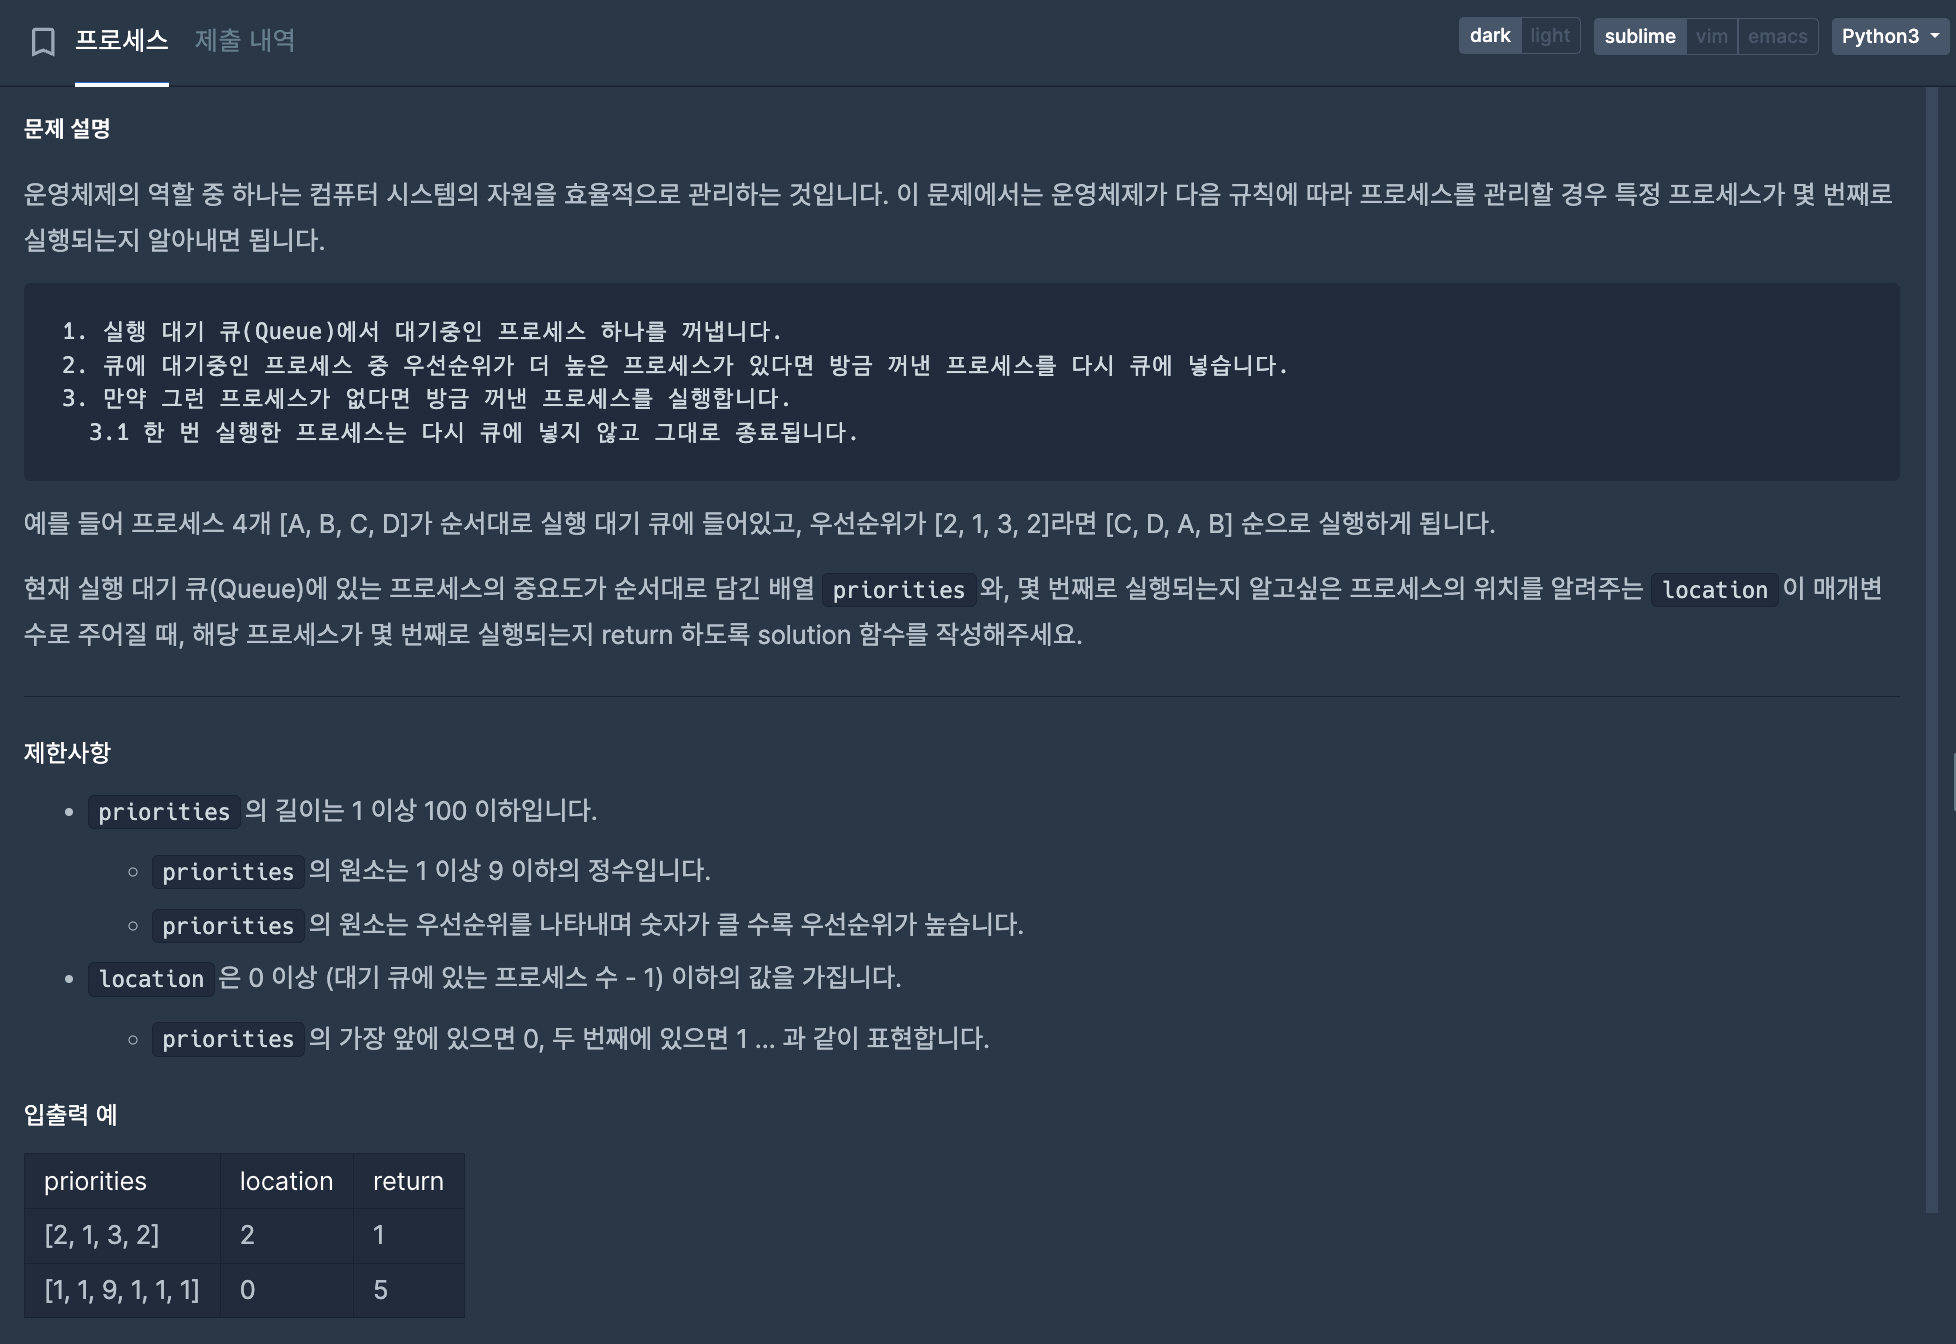 프로세스 제출 내역 dark light sublime vim emacs Python3
문제 설명
운영체제의 역할 중 하나는 컴퓨터 시스템의 자원을 효율적으로 관리하는 것입니다. 이 문제에서는 운영체제가 다음 규칙에 따라 프로세스를 관리할 경우 특정 프로세스가 몇 번째로
실행되는지 알아내면 됩니다.
1. 실행 대기 큐(Queue)에서 대기중인 프로세스 하나를 꺼냅니다.
2. 큐에 대기중인 프로세스 중 우선순위가 더 높은 프로세스가 있다면 방금 꺼낸 프로세스를 다시 큐에 넣습니다.
3. 만약 그런 프로세스가 없다면 방금 꺼낸 프로세스를 실행합니다.
3.1 한 번 실행한 프로세스는 다시 큐에 넣지 않고 그대로 종료됩니다.
예를 들어 프로세스 4개 [A, B, C, D]가 순서대로 실행 대기 큐에 들어있고, 우선순위가 [2, 1, 3, 2]라면 [C, D, A, B] 순으로 실행하게 됩니다.
현재 실행 대기 큐(Queue)에 있는 프로세스의 중요도가 순서대로 담긴 배열 priorities 와, 몇 번째로 실행되는지 알고싶은 프로세스의 위치를 알려주는 location 이 매개변
수로 주어질 때, 해당 프로세스가 몇 번째로 실행되는지 return 하도록 solution 함수를 작성해주세요.
제한사항
• priorities 의 길이는 1 이상 100 이하입니다.
◦ priorities 의 원소는 1 이상 9 이하의 정수입니다.
◦ priorities 의 원소는 우선순위를 나타내며 숫자가 클 수록 우선순위가 높습니다.
• location 은 0 이상 (대기 큐에 있는 프로세스 수 - 1) 이하의 값을 가집니다.
◦ priorities 의 가장 앞에 있으면 0, 두 번째에 있으면 1 ... 과 같이 표현합니다.
입출력 예
priorities location return
[2, 1, 3, 2] 2 1
[1, 1, 9, 1, 1, 1] 0 5